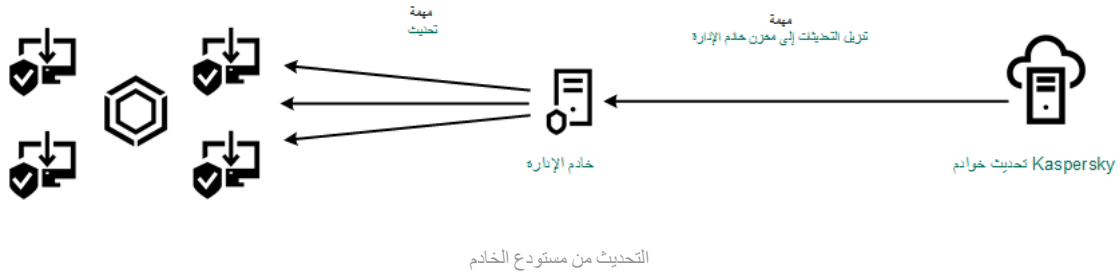 مهمة
تنزيل التحديثات إلى مخزن خادم الإدارة
مهمة
تحديث
Kaspersky تحديث خوادم
خادم الإدارة
التحديث من مستودع الخادم